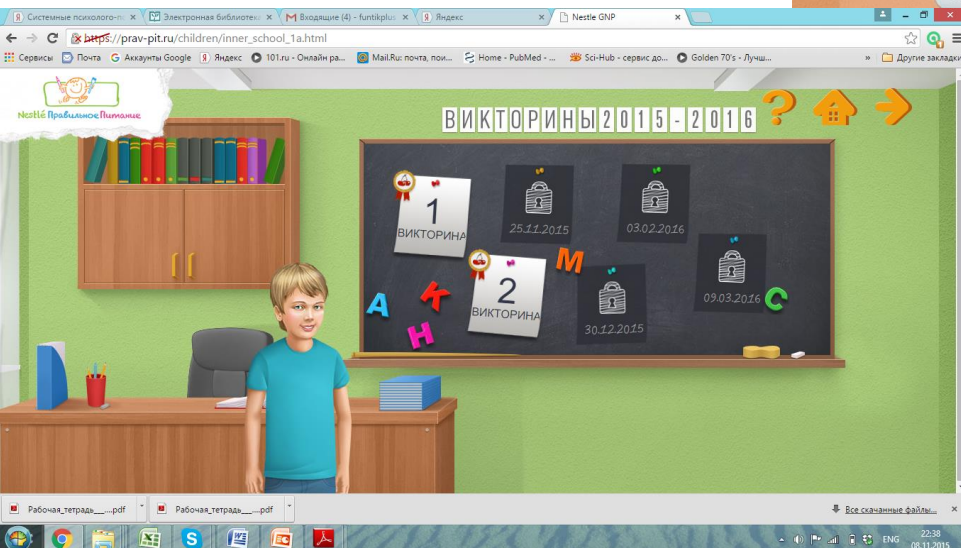 Системные психолого-п
Электронная библиотека
Входящие (4) - funtikplus
Яндекс
Nestle GNP
https://prav-pit.ru/children/inner_school_1a.html
Сервисы Почта Аккаунты Google Яндекс 101.ru - Онлайн ра... Mail.Ru: почта, пои... Home - PubMed - ... Sci-Hub - сервис до... Golden 70's - Лучш... » Другие закладки
Nestlé Правильное Питание
ВИКТОРИНЫ 2015-2016 ?
1
ВИКТОРИНА
25.11.2015
03.02.2016
2
ВИКТОРИНА
30.12.2015
09.03.2016
А
К
Н
М
С
Рабочая_тетрадь__....pdf
Рабочая_тетрадь__....pdf
Все скачанные файлы...
ENG
22:38
08.11.2015